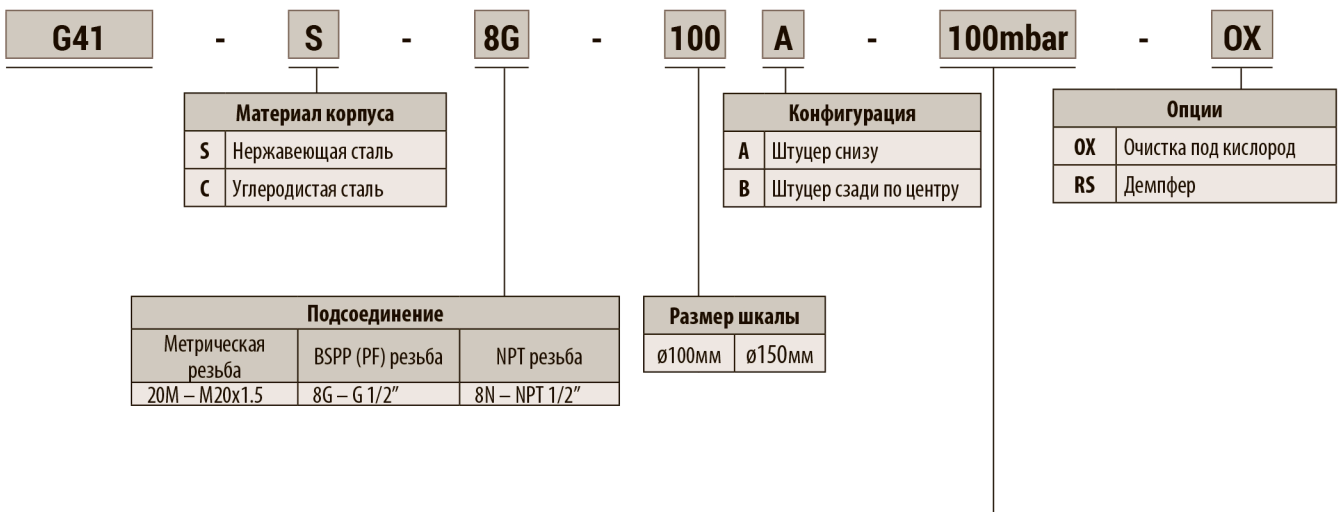 G41 - S - 8G - 100 A - 100mbar - OX
Материал корпуса
S Нержавеющая сталь
C Углеродистая сталь
Конфигурация
A Штуцер снизу
B Штуцер сзади по центру
Опции
OX Очистка под кислород
RS Демпфер
Подсоединение
Метрическая
резьба
BSPP (PF) резьба
NPT резьба
20M – M20x1.5
8G – G 1/2”
8N – NPT 1/2”
Размер шкалы
ø100мм ø150мм